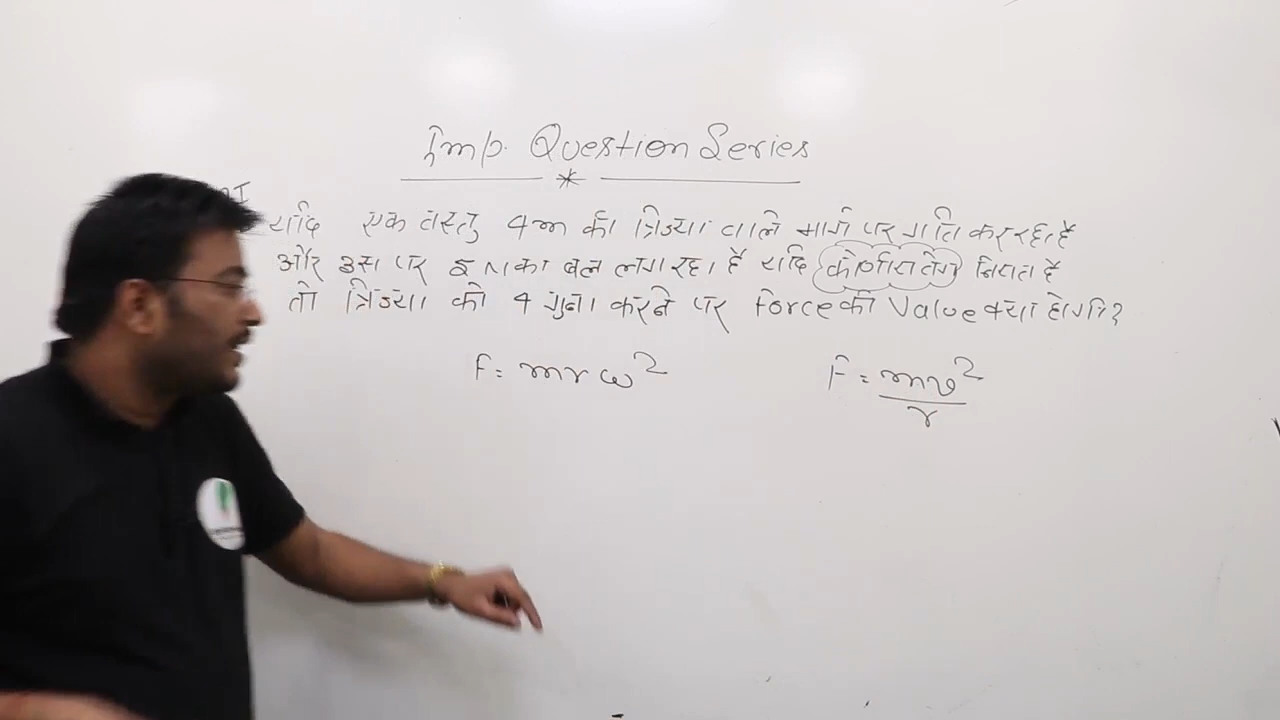 Imp. Question Series
यदि एक वस्तु 4m की त्रिज्या वाले मार्ग पर गति कर रहा है
और उस पर 5 N का बल लग रहा है यदि कोणीय वेग नियत है
तो त्रिज्या को 4 गुना करने पर force की Value क्या होगी?
F = mrω²
F = mv²/r